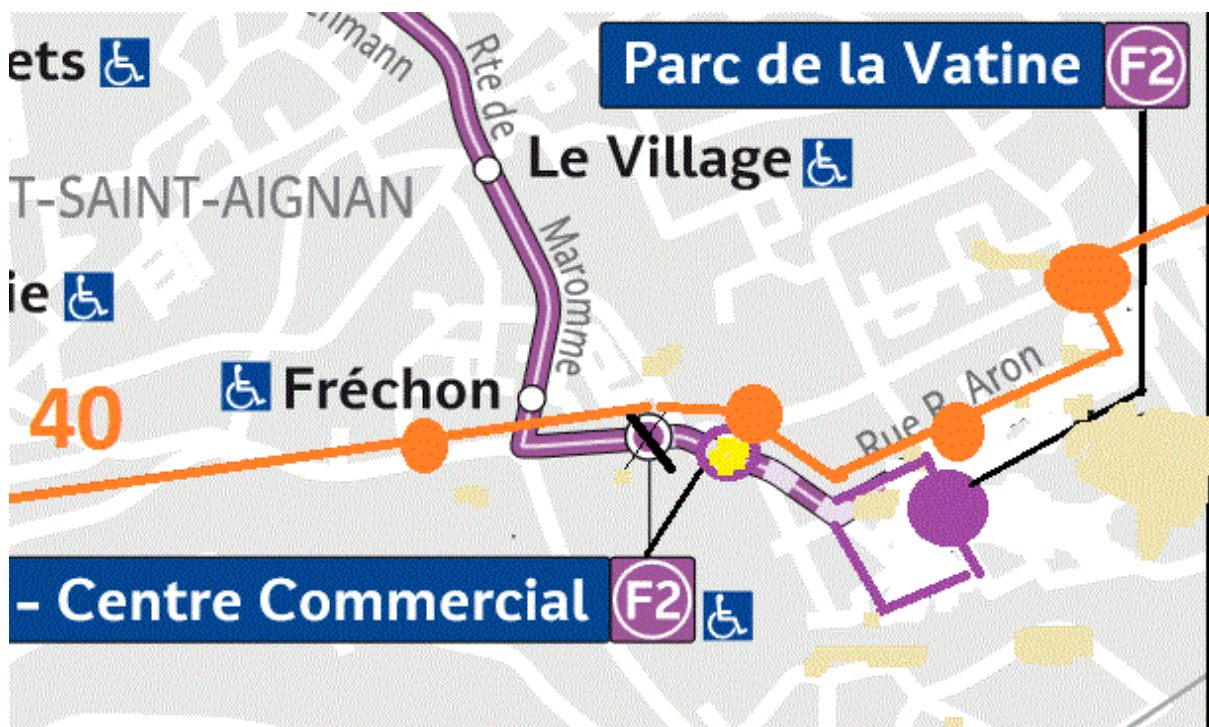 ets
Parc de la Vatine F2
Rte de
Le Village
T-SAINT-AIGNAN
Maromme
ie
Fréchon
40
Rue R. Aron
- Centre Commercial F2